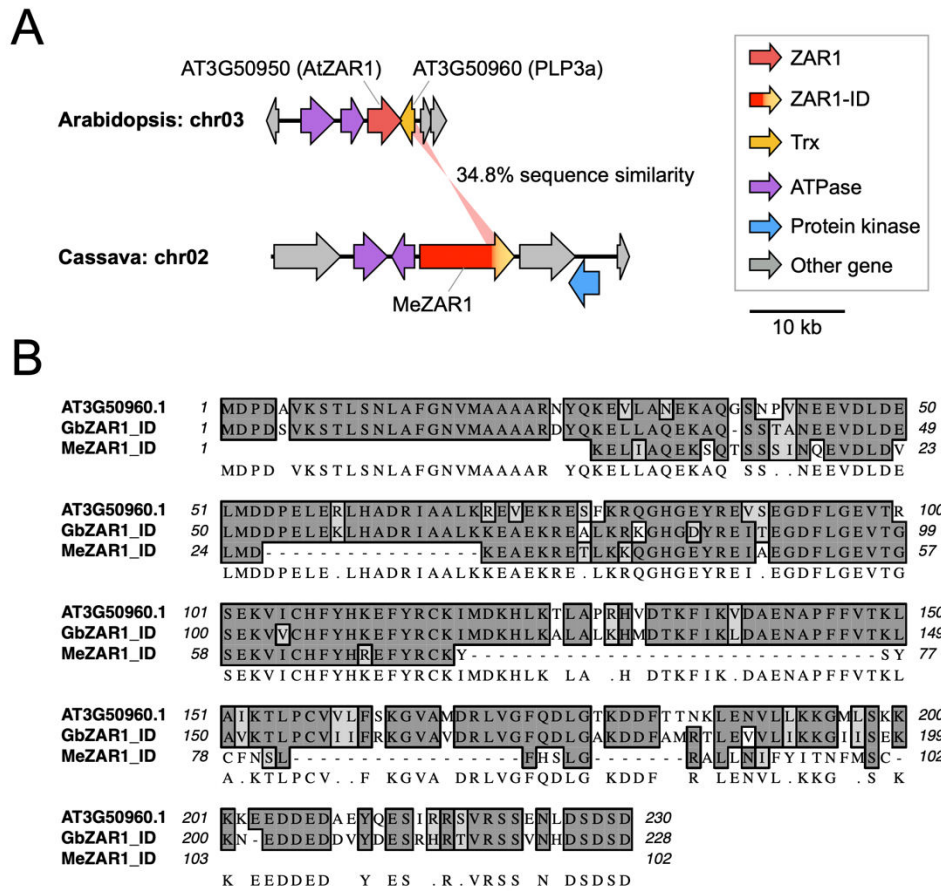 A
AT3G50950 (AtZAR1) AT3G50960 (PLP3a)
Arabidopsis: chr03
34.8% sequence similarity
Cassava: chr02
MeZAR1
ZAR1
ZAR1-ID
Trx
ATPase
Protein kinase
Other gene
10 kb
B
AT3G50960.1 1 MDPDAVKSTLSNLAFGNVMAAAARNYQKEVLANEKAQGSNPVNEEVDLDE 50
GbZAR1_ID 1 MDPDSVKSTLSNLAFGNVMAAAARDYQKELLAQEKAQ-SSTANEEVDLDE 49
MeZAR1_ID 1 KELIAQEKSQTSSSINQEVDLDV 23
MDPD VKSTLSNLAFGNVMAAAAR YQKELLAQEKAQ SS..NEEVDLDE
AT3G50960.1 51 LMDDPELERLHADRIAALKREVEKRESFKRQGHGEYREVSEGDFLGEVTR 100
GbZAR1_ID 50 LMDDPELEKLHADRIAALKKEAEKREALKRKGHGDYREITEGDFLGEVTG 99
MeZAR1_ID 24 LMD----------------KEAEKRETLKKQGHGEYREIAEGDFLGEVTG 57
LMDDPELE.LHADRIAALKKEAEKRE.LKRQGHGEYREI.EGDFLGEVTG
AT3G50960.1 101 SEKVICHFYHKEFYRCKIMDKHLKTLAPRHVDTKFIKVDAENAPFFVTKL 150
GbZAR1_ID 100 SEKVVCHFYHKEFYRCKIMDKHLKALALKHMDTKFIKLDAENAPFFVTKL 149
MeZAR1_ID 58 SEKVICHFYHREFYRCKY------------------------------SY 77
SEKVICHFYHKEFYRCKIMDKHLK LA .H DTKFIK.DAENAPFFVTKL
AT3G50960.1 151 AIKTLPCVVLFSKGVAMDRLVGFQDLGTKDDFTTNKLENVLLKKGMLSKK 200
GbZAR1_ID 150 AVKTLPCVIIFRKGVAVDRLVGFQDLGAKDDFAMRTLENVLIKKGIISEK 199
MeZAR1_ID 78 CFNSL-----------------FHSLG-------RALLNIFYITNFMSC- 102
A.KTLPCV..F KGVA DRLVGFQDLG KDDF R LENVL.KKG .S K
AT3G50960.1 201 KKEEDDEDAEYQESIRRSVRSSENLDSDSD 230
GbZAR1_ID 200 KN-EDDEDDVYDESRHRTVRSSVNHDSDSD 228
MeZAR1_ID 103 102
K EEDDED Y ES .R.VRSS N DSDSD